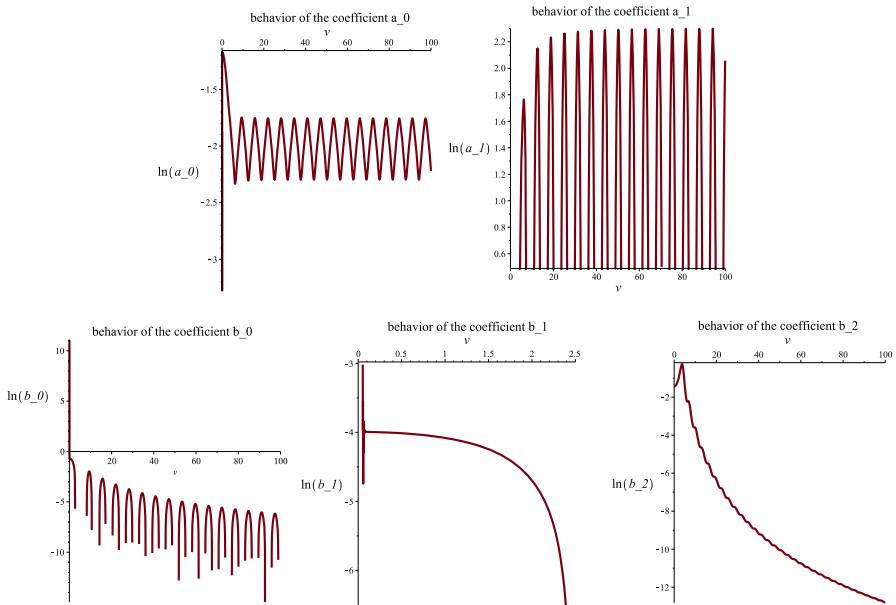 behavior of the coefficient a_0
v
0 20 40 60 80 100
−1.5
−2
ln(a_0)
−2.5
−3
behavior of the coefficient a_1
2.2
2.0
1.8
1.6
ln(a_1)
1.4
1.2
1.0
0.8
0.6
0 20 40 60 80 100
v
behavior of the coefficient b_0
10
ln(b_0)
5
0
20 40 60 80 100
v
−5
−10
behavior of the coefficient b_1
v
0 0.5 1 1.5 2 2.5
−3
−4
ln(b_1)
−5
−6
behavior of the coefficient b_2
v
0 20 40 60 80 100
−2
−4
−6
ln(b_2)
−8
−10
−12